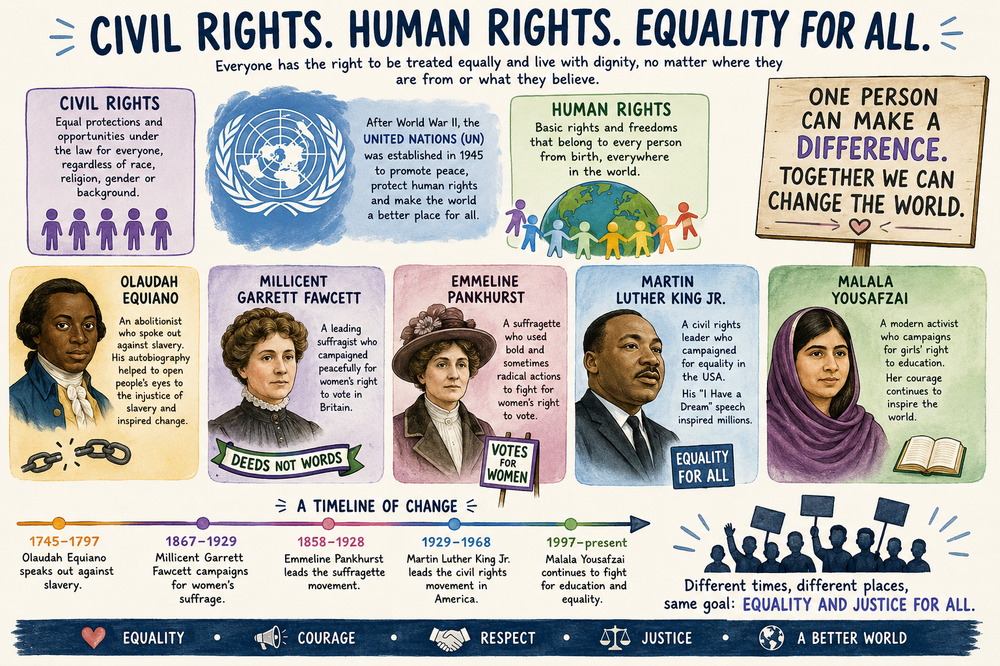 CIVIL RIGHTS. HUMAN RIGHTS. EQUALITY FOR ALL.
Everyone has the right to be treated equally and live with dignity, no matter where they
are from or what they believe.
CIVIL RIGHTS
Equal protections and
opportunities under
the law for everyone,
regardless of race,
religion, gender or
background.
After World War II, the
UNITED NATIONS (UN)
was established in 1945
to promote peace,
protect human rights
and make the world
a better place for all.
HUMAN RIGHTS
Basic rights and freedoms
that belong to every person
from birth, everywhere
in the world.
ONE PERSON
CAN MAKE A
DIFFERENCE.
TOGETHER WE CAN
CHANGE THE WORLD.
OLAUDAH
EQUIANO
An abolitionist
who spoke out
against slavery.
His autobiography
helped to open
people's eyes to
the injustice of
slavery and
inspired change.
MILLICENT
GARRETT FAWCETT
A leading
suffragist who
campaigned
peacefully for
women's right
to vote in
Britain.
DEEDS NOT WORDS
EMMELINE
PANKHURST
A suffragette
who used
bold and
sometimes
radical actions
to fight for
women's right
to vote.
VOTES
FOR
WOMEN
MARTIN
LUTHER KING JR.
A civil rights
leader who
campaigned
for equality in
the USA.
His "I Have a
Dream" speech
inspired millions.
EQUALITY
FOR ALL
MALALA
YOUSAFZAI
A modern activist
who campaigns
for girls' right
to education.
Her courage
continues to
inspire the
world.
A TIMELINE OF CHANGE
1745–1797
Olaudah Equiano
speaks out against
slavery.
1867–1929
Millicent Garrett
Fawcett campaigns
for women's
suffrage.
1858–1928
Emmeline Pankhurst
leads the suffragette
movement.
1929–1968
Martin Luther King Jr.
leads the civil rights
movement in
America.
1997–present
Malala Yousafzai
continues to fight
for education and
equality.
Different times, different places,
same goal: EQUALITY AND JUSTICE FOR ALL.
EQUALITY • COURAGE • RESPECT • JUSTICE • A BETTER WORLD